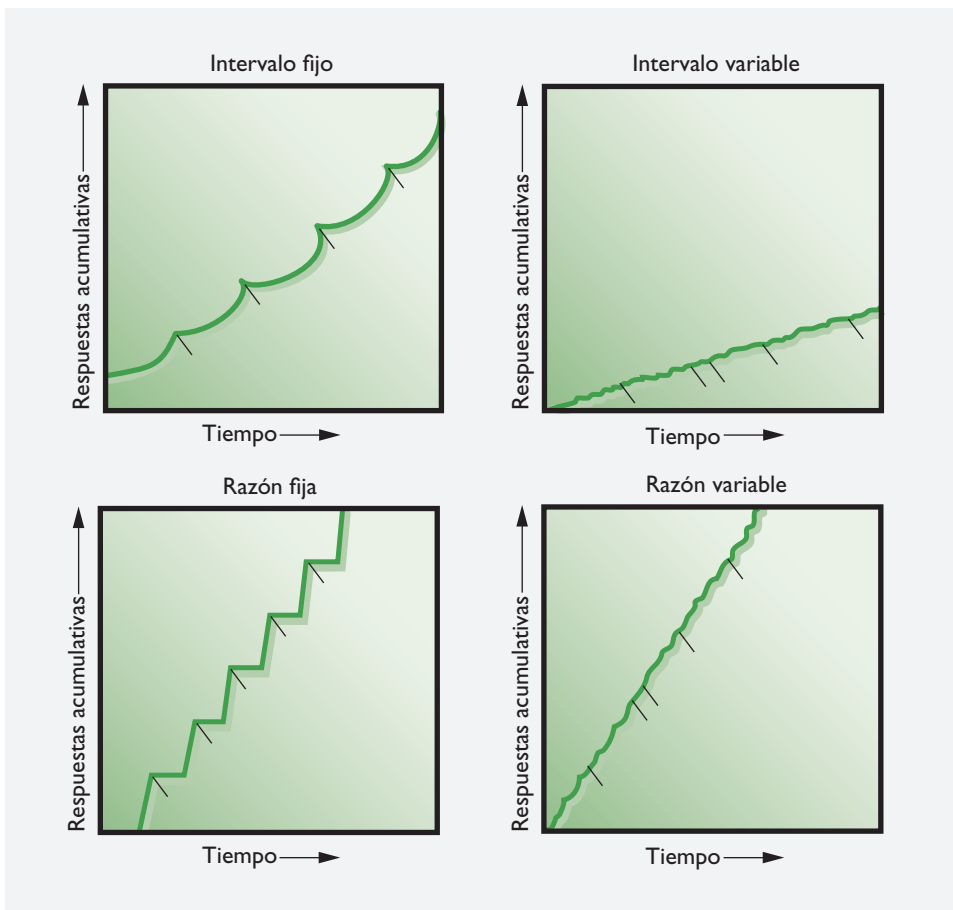 Intervalo fijo
Respuestas acumulativas
Tiempo
Intervalo variable
Respuestas acumulativas
Tiempo
Razón fija
Respuestas acumulativas
Tiempo
Razón variable
Respuestas acumulativas
Tiempo